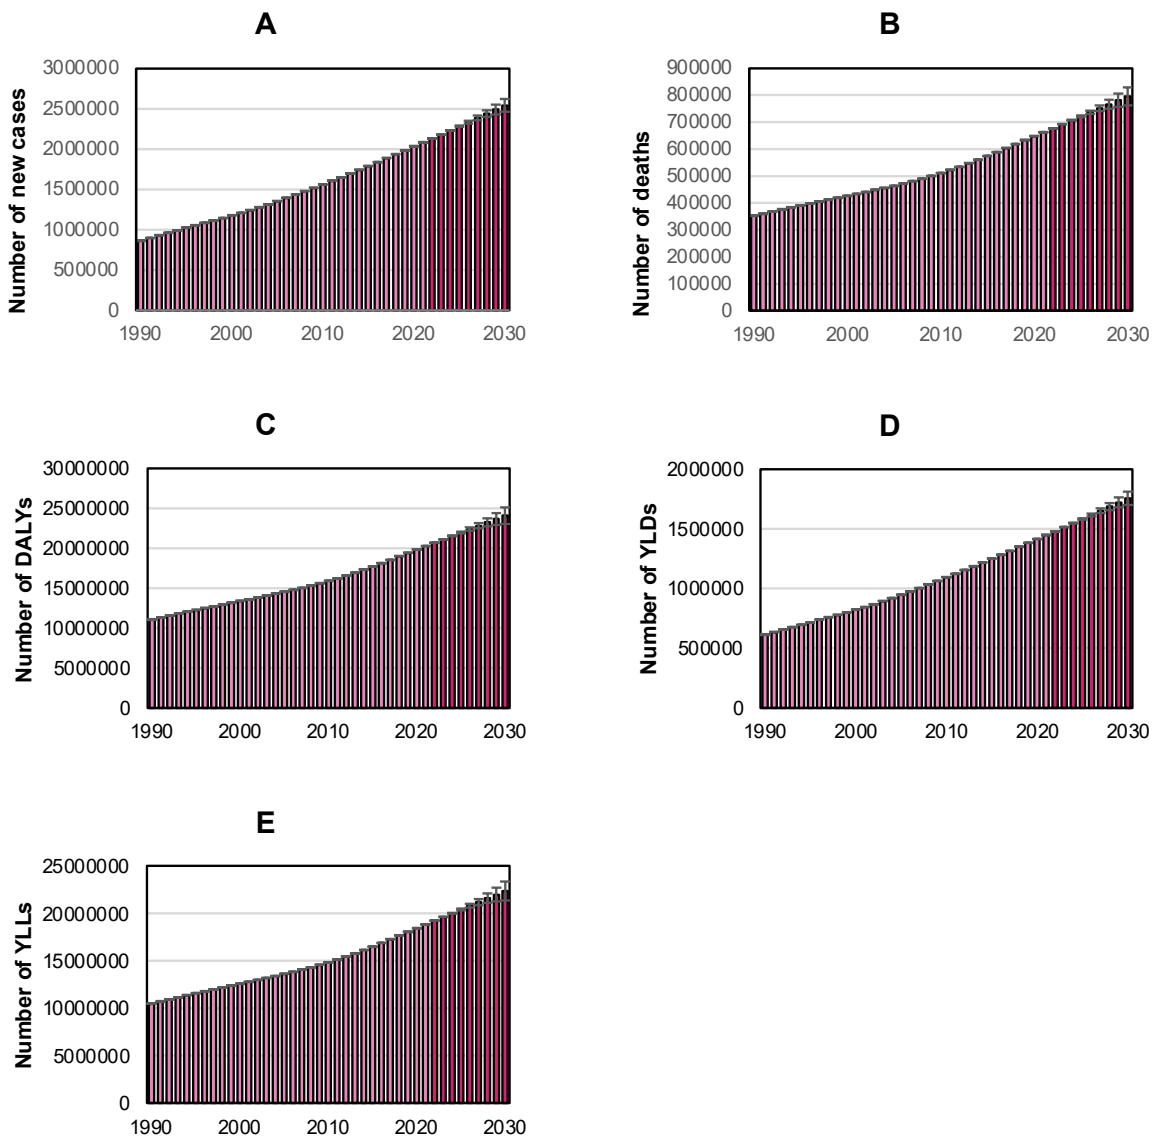 A
Number of new cases
3000000
2500000
2000000
1500000
1000000
500000
0
1990 2000 2010 2020 2030
B
Number of deaths
900000
800000
700000
600000
500000
400000
300000
200000
100000
0
1990 2000 2010 2020 2030
C
Number of DALYs
30000000
25000000
20000000
15000000
10000000
5000000
0
1990 2000 2010 2020 2030
D
Number of YLDs
2000000
1500000
1000000
500000
0
1990 2000 2010 2020 2030
E
Number of YLLs
25000000
20000000
15000000
10000000
5000000
0
1990 2000 2010 2020 2030